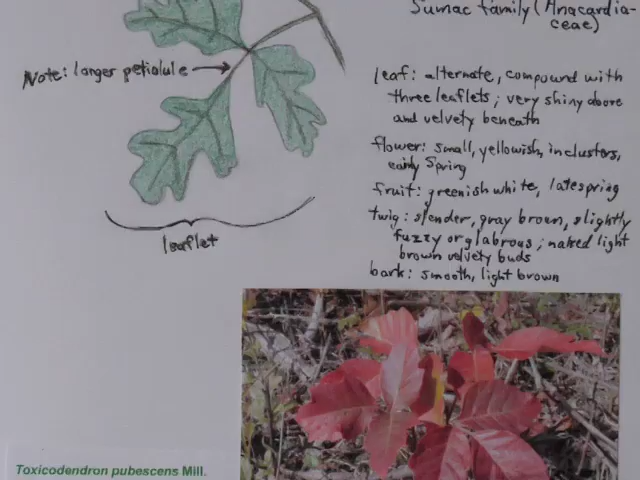 Sumac family (Anacardia-
ceae)
Note: larger petiolule
leaf: alternate, compound with
three leaflets; very shiny above
and velvety beneath
flower: small, yellowish, in clusters,
early Spring
fruit: greenish white, late spring
twig: slender, gray brown, slightly
fuzzy or glabrous; naked light
brown velvety buds
bark: smooth, light brown
leaflet
Toxicodendron pubescens Mill.